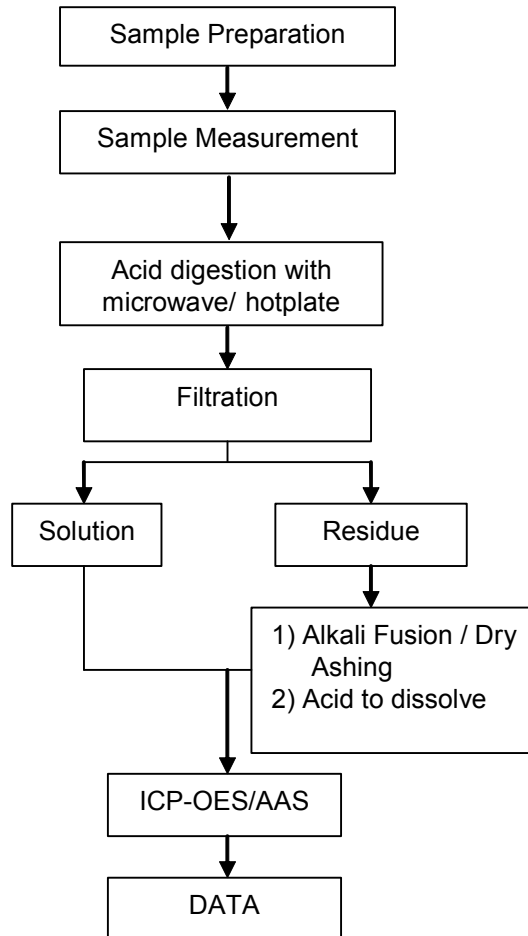 Sample Preparation
Sample Measurement
Acid digestion with
microwave/ hotplate
Filtration
Solution
Residue
1) Alkali Fusion / Dry
Ashing
2) Acid to dissolve
ICP-OES/AAS
DATA